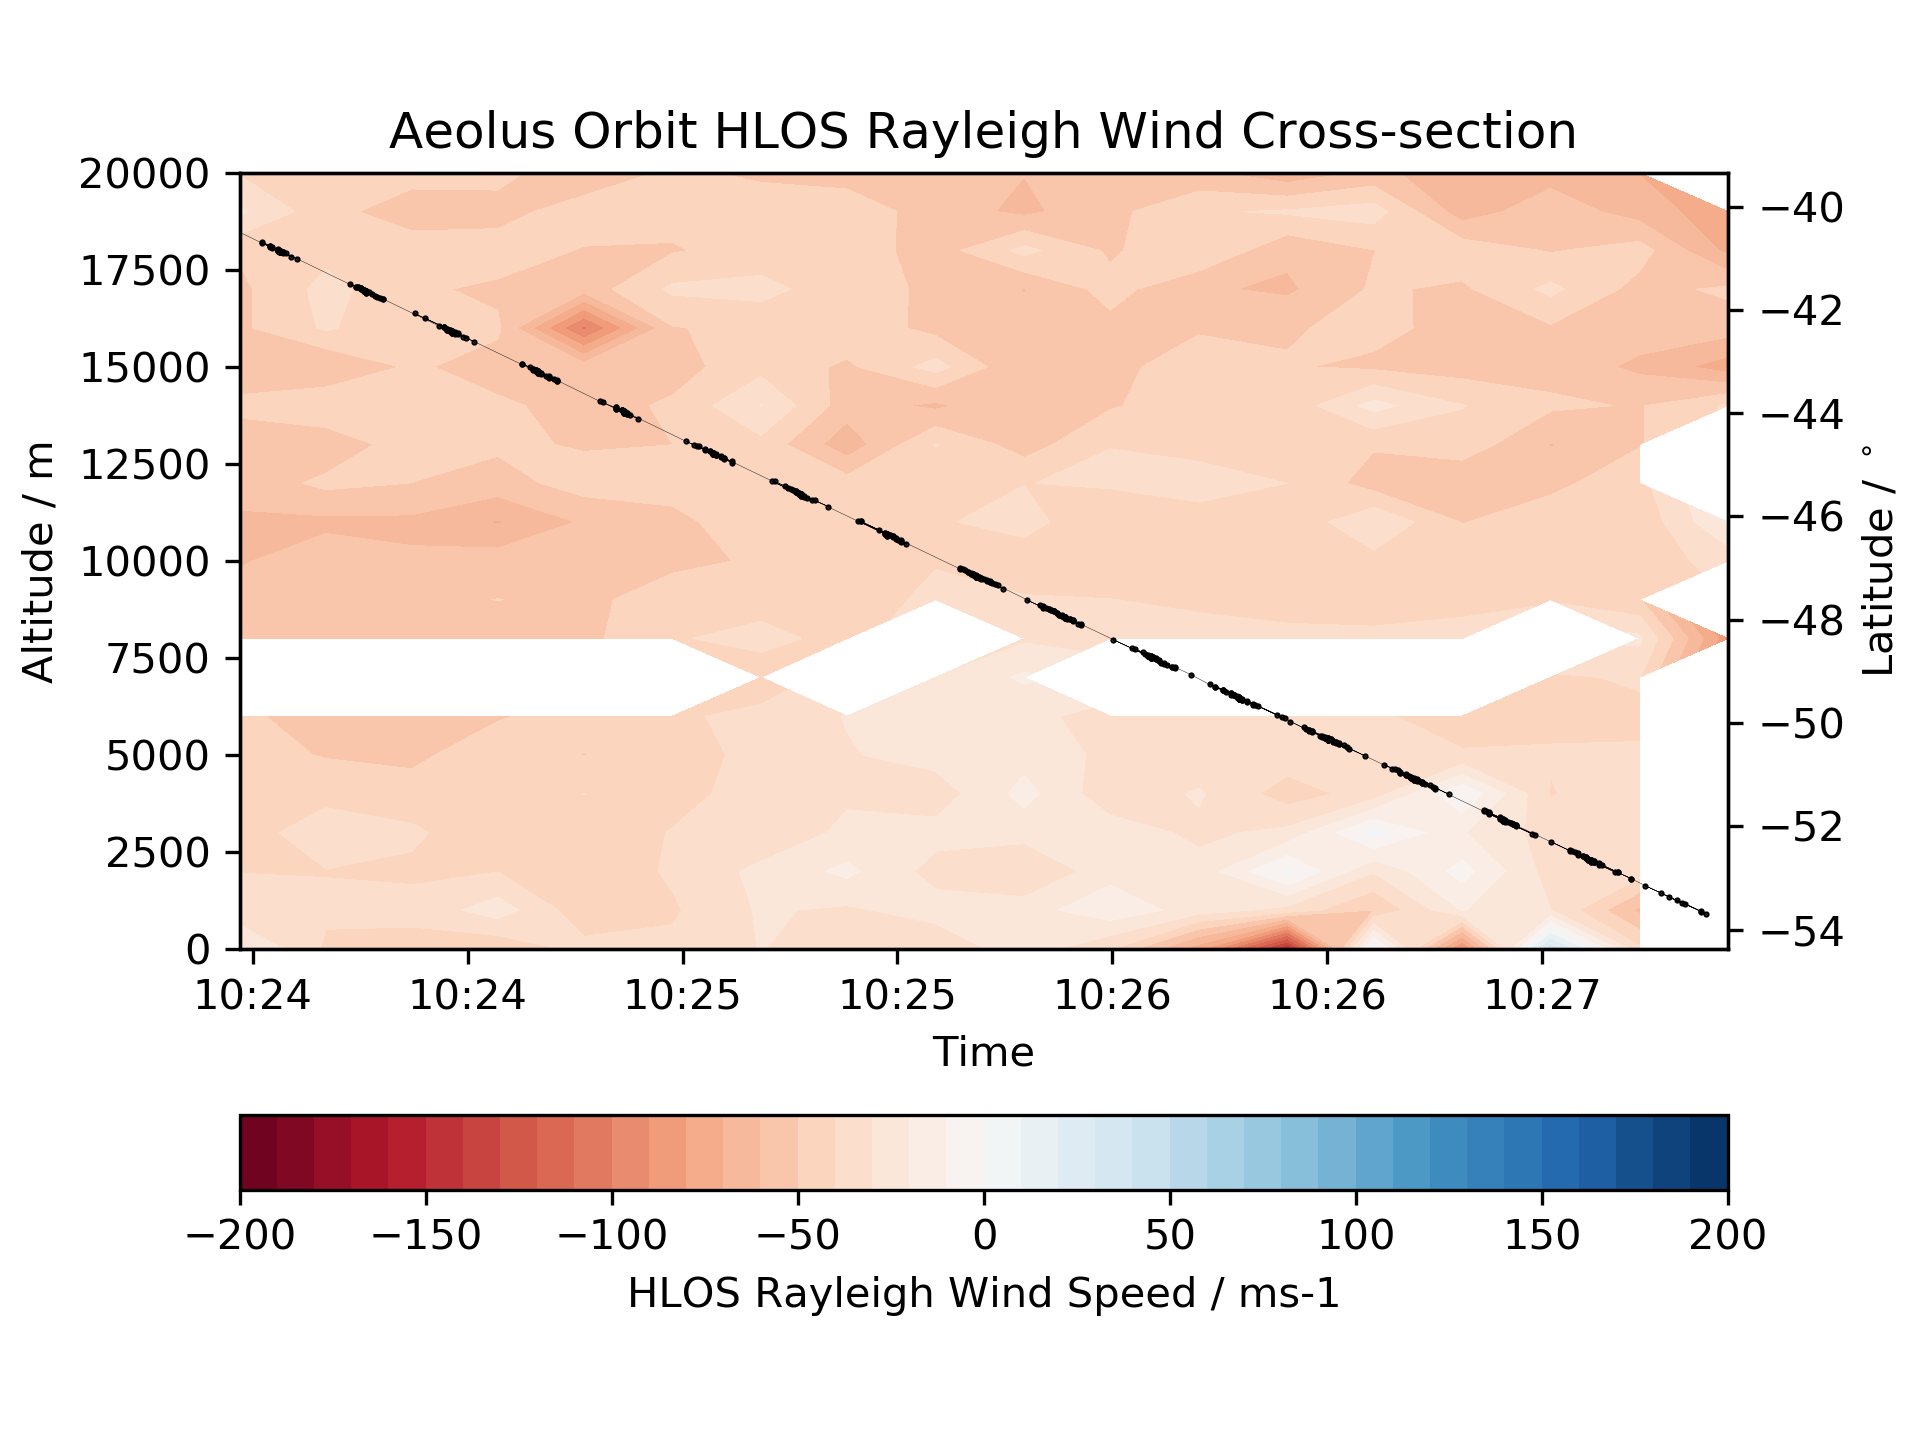 Aeolus Orbit HLOS Rayleigh Wind Cross-section
20000
17500
15000
12500
10000
7500
5000
2500
0
Altitude / m
−40
−42
−44
−46
−48
−50
−52
−54
Latitude / °
10:24 10:24 10:25 10:25 10:26 10:26 10:27
Time
−200 −150 −100 −50 0 50 100 150 200
HLOS Rayleigh Wind Speed / ms-1